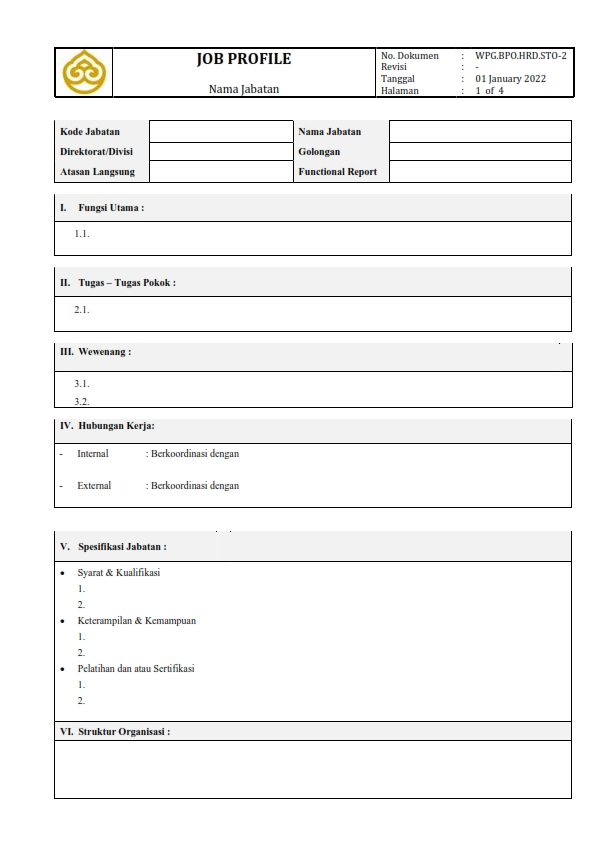 JOB PROFILE
Nama Jabatan
No. Dokumen : WPG.BPO.HRD.STO-2
Revisi : -
Tanggal : 01 January 2022
Halaman : 1 of 4
Kode Jabatan Nama Jabatan
Direktorat/Divisi Golongan
Atasan Langsung Functional Report
I. Fungsi Utama :
1.1.
II. Tugas – Tugas Pokok :
2.1.
III. Wewenang :
3.1.
3.2.
IV. Hubungan Kerja:
- Internal : Berkoordinasi dengan
- External : Berkoordinasi dengan
V. Spesifikasi Jabatan :
• Syarat & Kualifikasi
1.
2.
• Keterampilan & Kemampuan
1.
2.
• Pelatihan dan atau Sertifikasi
1.
2.
VI. Struktur Organisasi :